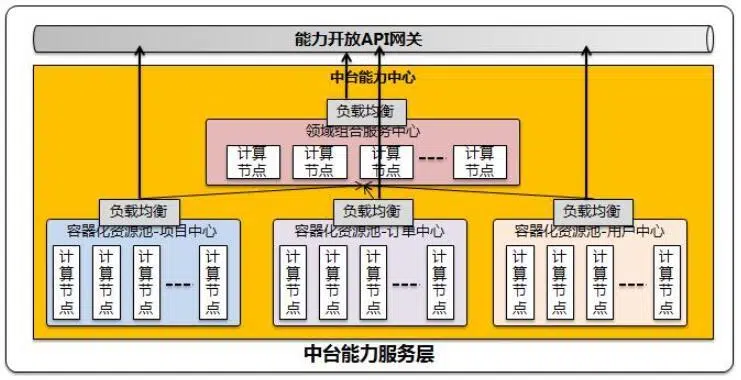 能力开放API网关
中台能力中心
负载均衡
领域组合服务中心
计算节点
计算节点
计算节点
计算节点
负载均衡
负载均衡
负载均衡
容器化资源池-项目中心
容器化资源池-订单中心
容器化资源池-用户中心
计算节点
计算节点
计算节点
计算节点
计算节点
计算节点
计算节点
计算节点
计算节点
计算节点
计算节点
计算节点
中台能力服务层